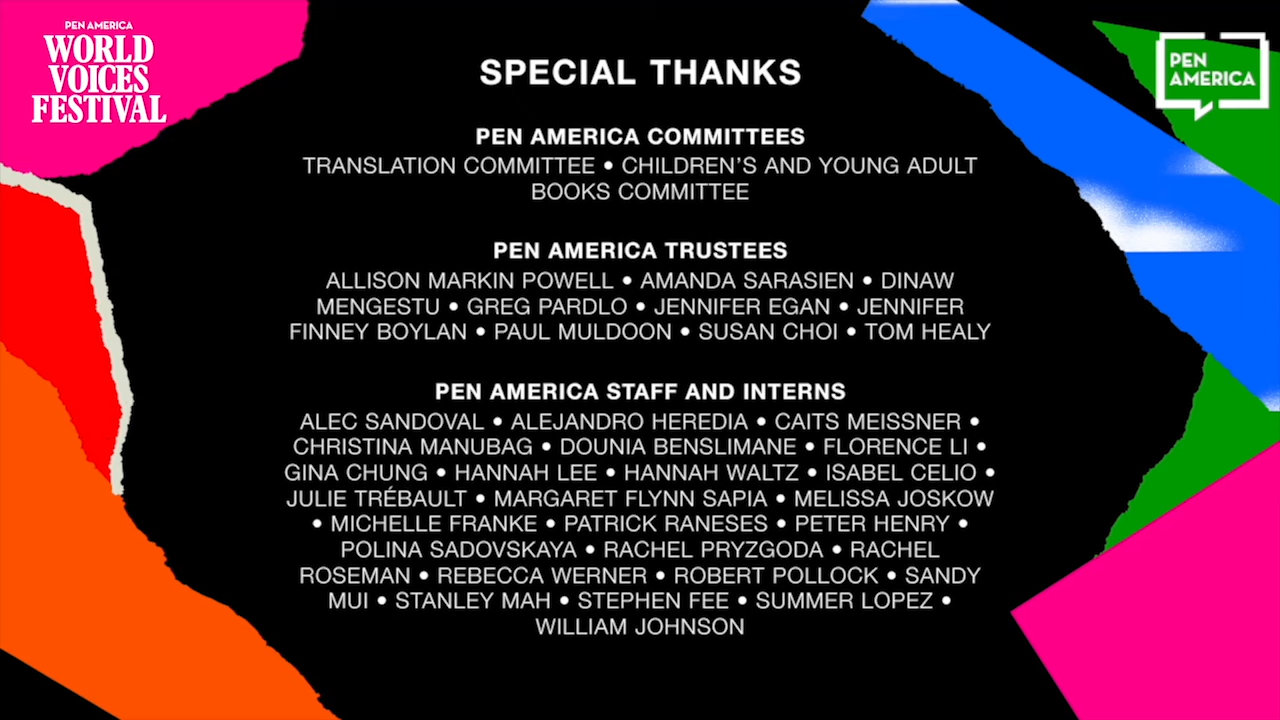 PEN AMERICA
WORLD
VOICES
FESTIVAL
PEN
AMERICA
SPECIAL THANKS
PEN AMERICA COMMITTEES
TRANSLATION COMMITTEE • CHILDREN'S AND YOUNG ADULT
BOOKS COMMITTEE
PEN AMERICA TRUSTEES
ALLISON MARKIN POWELL • AMANDA SARASIEN • DINAW
MENGESTU • GREG PARDLO • JENNIFER EGAN • JENNIFER
FINNEY BOYLAN • PAUL MULDOON • SUSAN CHOI • TOM HEALY
PEN AMERICA STAFF AND INTERNS
ALEC SANDOVAL • ALEJANDRO HEREDIA • CAITS MEISSNER •
CHRISTINA MANUBAG • DOUNIA BENSLIMANE • FLORENCE LI •
GINA CHUNG • HANNAH LEE • HANNAH WALTZ • ISABEL CELIO •
JULIE TRÉBAULT • MARGARET FLYNN SAPIA • MELISSA JOSKOW
• MICHELLE FRANKE • PATRICK RANESES • PETER HENRY •
POLINA SADOVSKAYA • RACHEL PRYZGODA • RACHEL
ROSEMAN • REBECCA WERNER • ROBERT POLLOCK • SANDY
MUI • STANLEY MAH • STEPHEN FEE • SUMMER LOPEZ •
WILLIAM JOHNSON